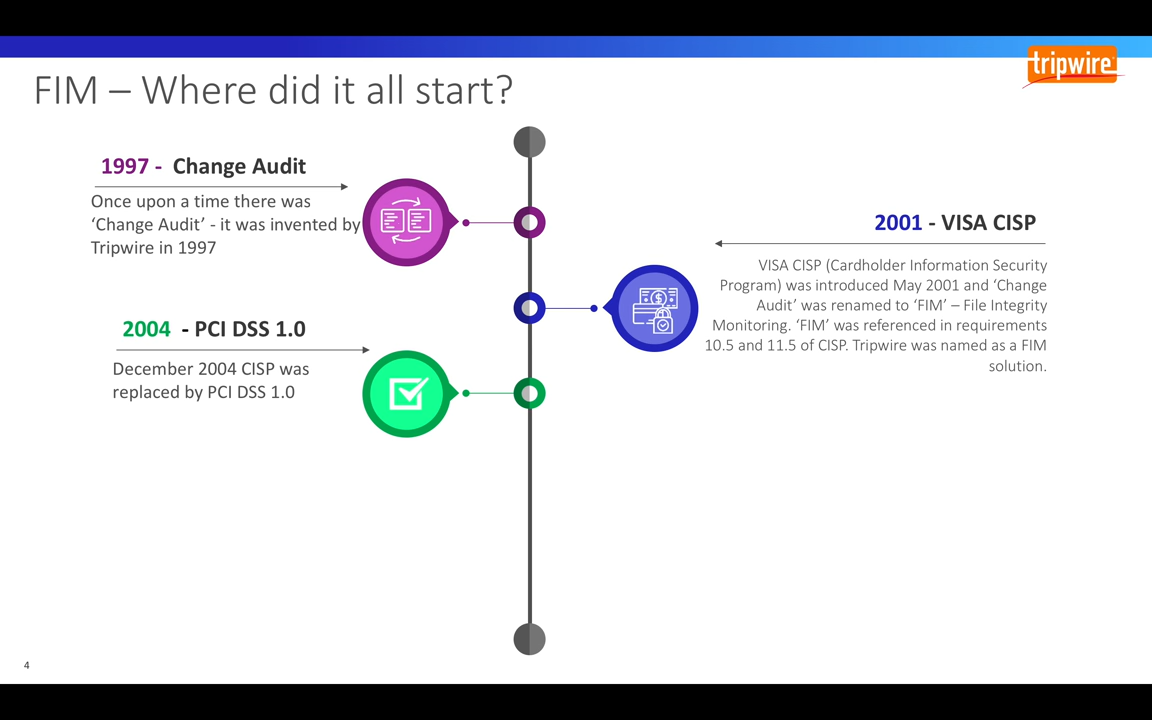 tripwire
FIM – Where did it all start?
1997 - Change Audit
Once upon a time there was
‘Change Audit’ - it was invented by
Tripwire in 1997
2001 - VISA CISP
VISA CISP (Cardholder Information Security
Program) was introduced May 2001 and ‘Change
Audit’ was renamed to ‘FIM’ – File Integrity
Monitoring. ‘FIM’ was referenced in requirements
10.5 and 11.5 of CISP. Tripwire was named as a FIM
solution.
2004 - PCI DSS 1.0
December 2004 CISP was
replaced by PCI DSS 1.0
4